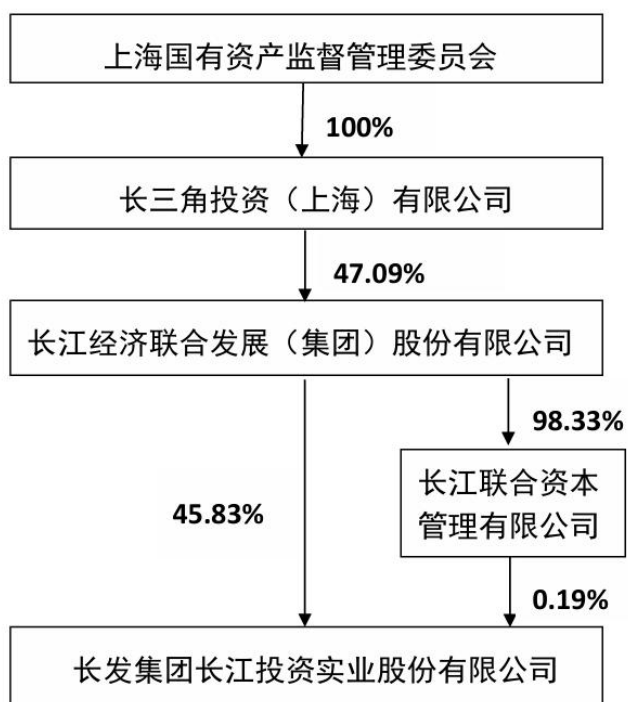 上海国有资产监督管理委员会
100%
长三角投资（上海）有限公司
47.09%
长江经济联合发展（集团）股份有限公司
98.33%
长江联合资本
管理有限公司
45.83%
0.19%
长发集团长江投资实业股份有限公司